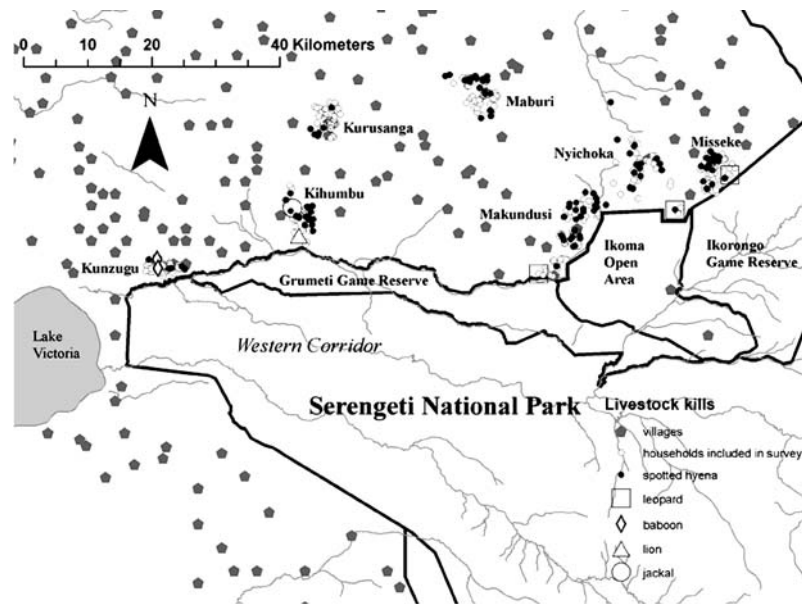 0 20 40 Kilometers
N
Maburi
Kurusanga
Nyichoka
Misseke
Kihumbu
Makundusi
Kunzugu
Ikoma
Open
Area
Ikorongo
Game Reserve
Grumeti Game Reserve
Lake
Victoria
Western Corridor
Serengeti National Park
Livestock kills
villages
households included in survey
spotted hyena
leopard
baboon
lion
jackal